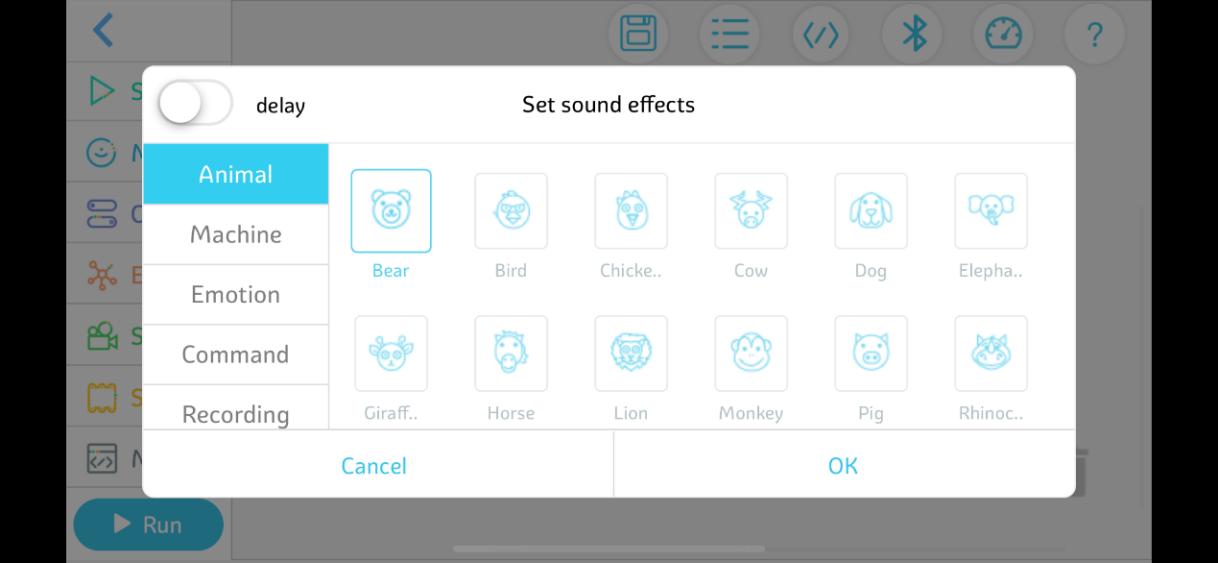 delay
Set sound effects
Animal
Machine
Emotion
Command
Recording
Bear
Bird
Chicke..
Cow
Dog
Elepha..
Giraff..
Horse
Lion
Monkey
Pig
Rhinoc..
Cancel
OK
Run
?